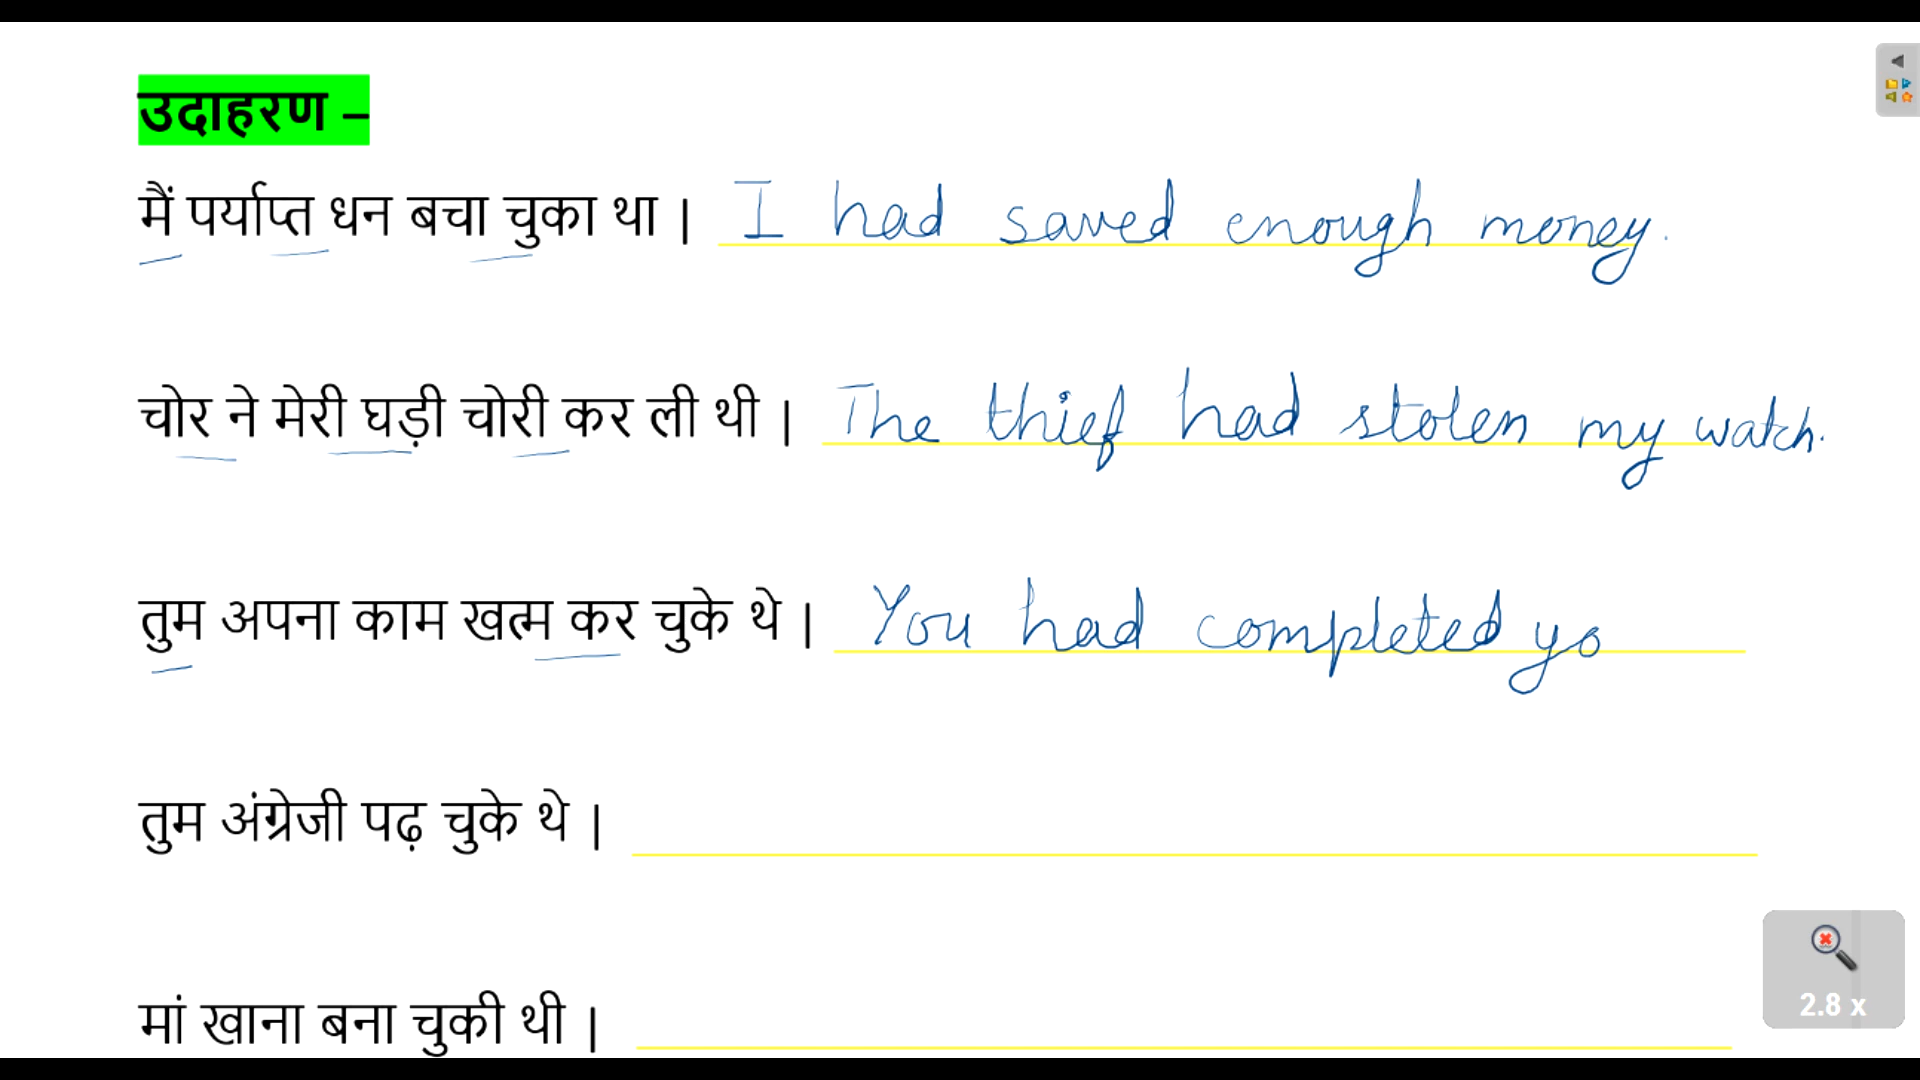 उदाहरण –
मैं पर्याप्त धन बचा चुका था | I had saved enough money.
चोर ने मेरी घड़ी चोरी कर ली थी | The thief had stolen my watch.
तुम अपना काम खत्म कर चुके थे | You had completed yo
तुम अंग्रेजी पढ़ चुके थे |
मां खाना बना चुकी थी |
2.8 x